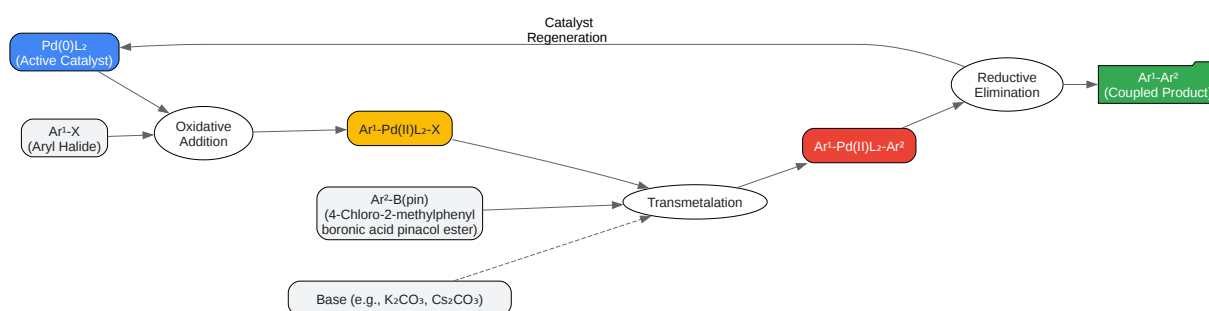 Catalyst
Regeneration
Pd(0)L₂
(Active Catalyst)
Ar¹-X
(Aryl Halide)
Oxidative
Addition
Ar¹-Pd(II)L₂-X
Ar²-B(pin)
(4-Chloro-2-methylphenyl
boronic acid pinacol ester)
Base (e.g., K₂CO₃, Cs₂CO₃)
Transmetalation
Ar¹-Pd(II)L₂-Ar²
Reductive
Elimination
Ar¹-Ar²
(Coupled Product